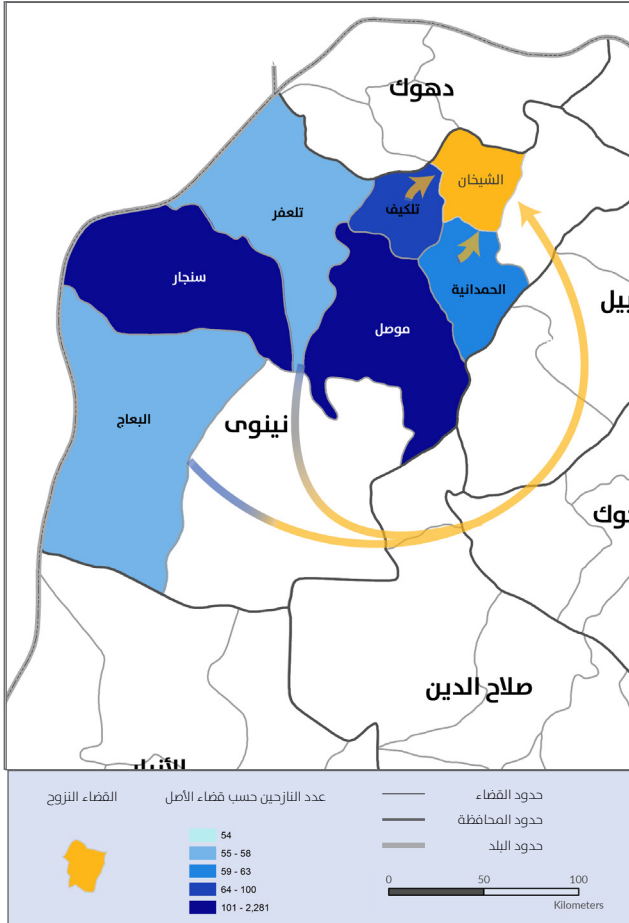 دهوك
الشيخان
تلكيف
تلعفر
سنجار
الحمدانية
موصل
البعاج
نينوى
صلاح الدين
القضاء النزوح
عدد النازحين حسب قضاء الأصل
54
55 - 58
59 - 63
64 - 100
101 - 2,281
حدود القضاء
حدود المحافظة
حدود البلد
0 50 100
Kilometers